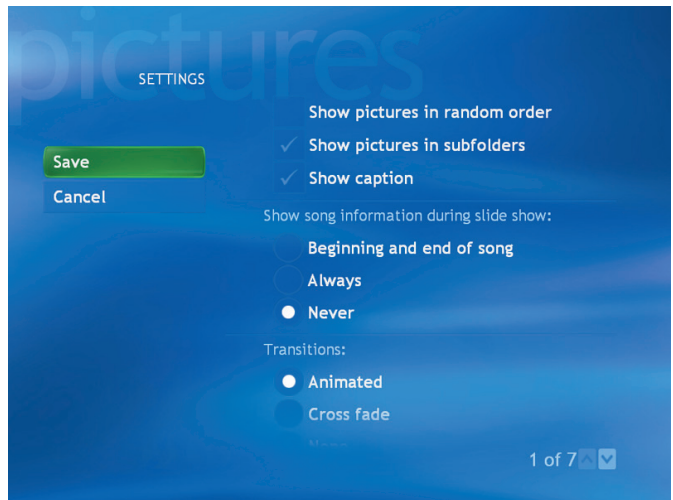 pictures
SETTINGS
Save
Cancel
Show pictures in random order
Show pictures in subfolders
Show caption
Show song information during slide show:
Beginning and end of song
Always
Never
Transitions:
Animated
Cross fade
None
1 of 7